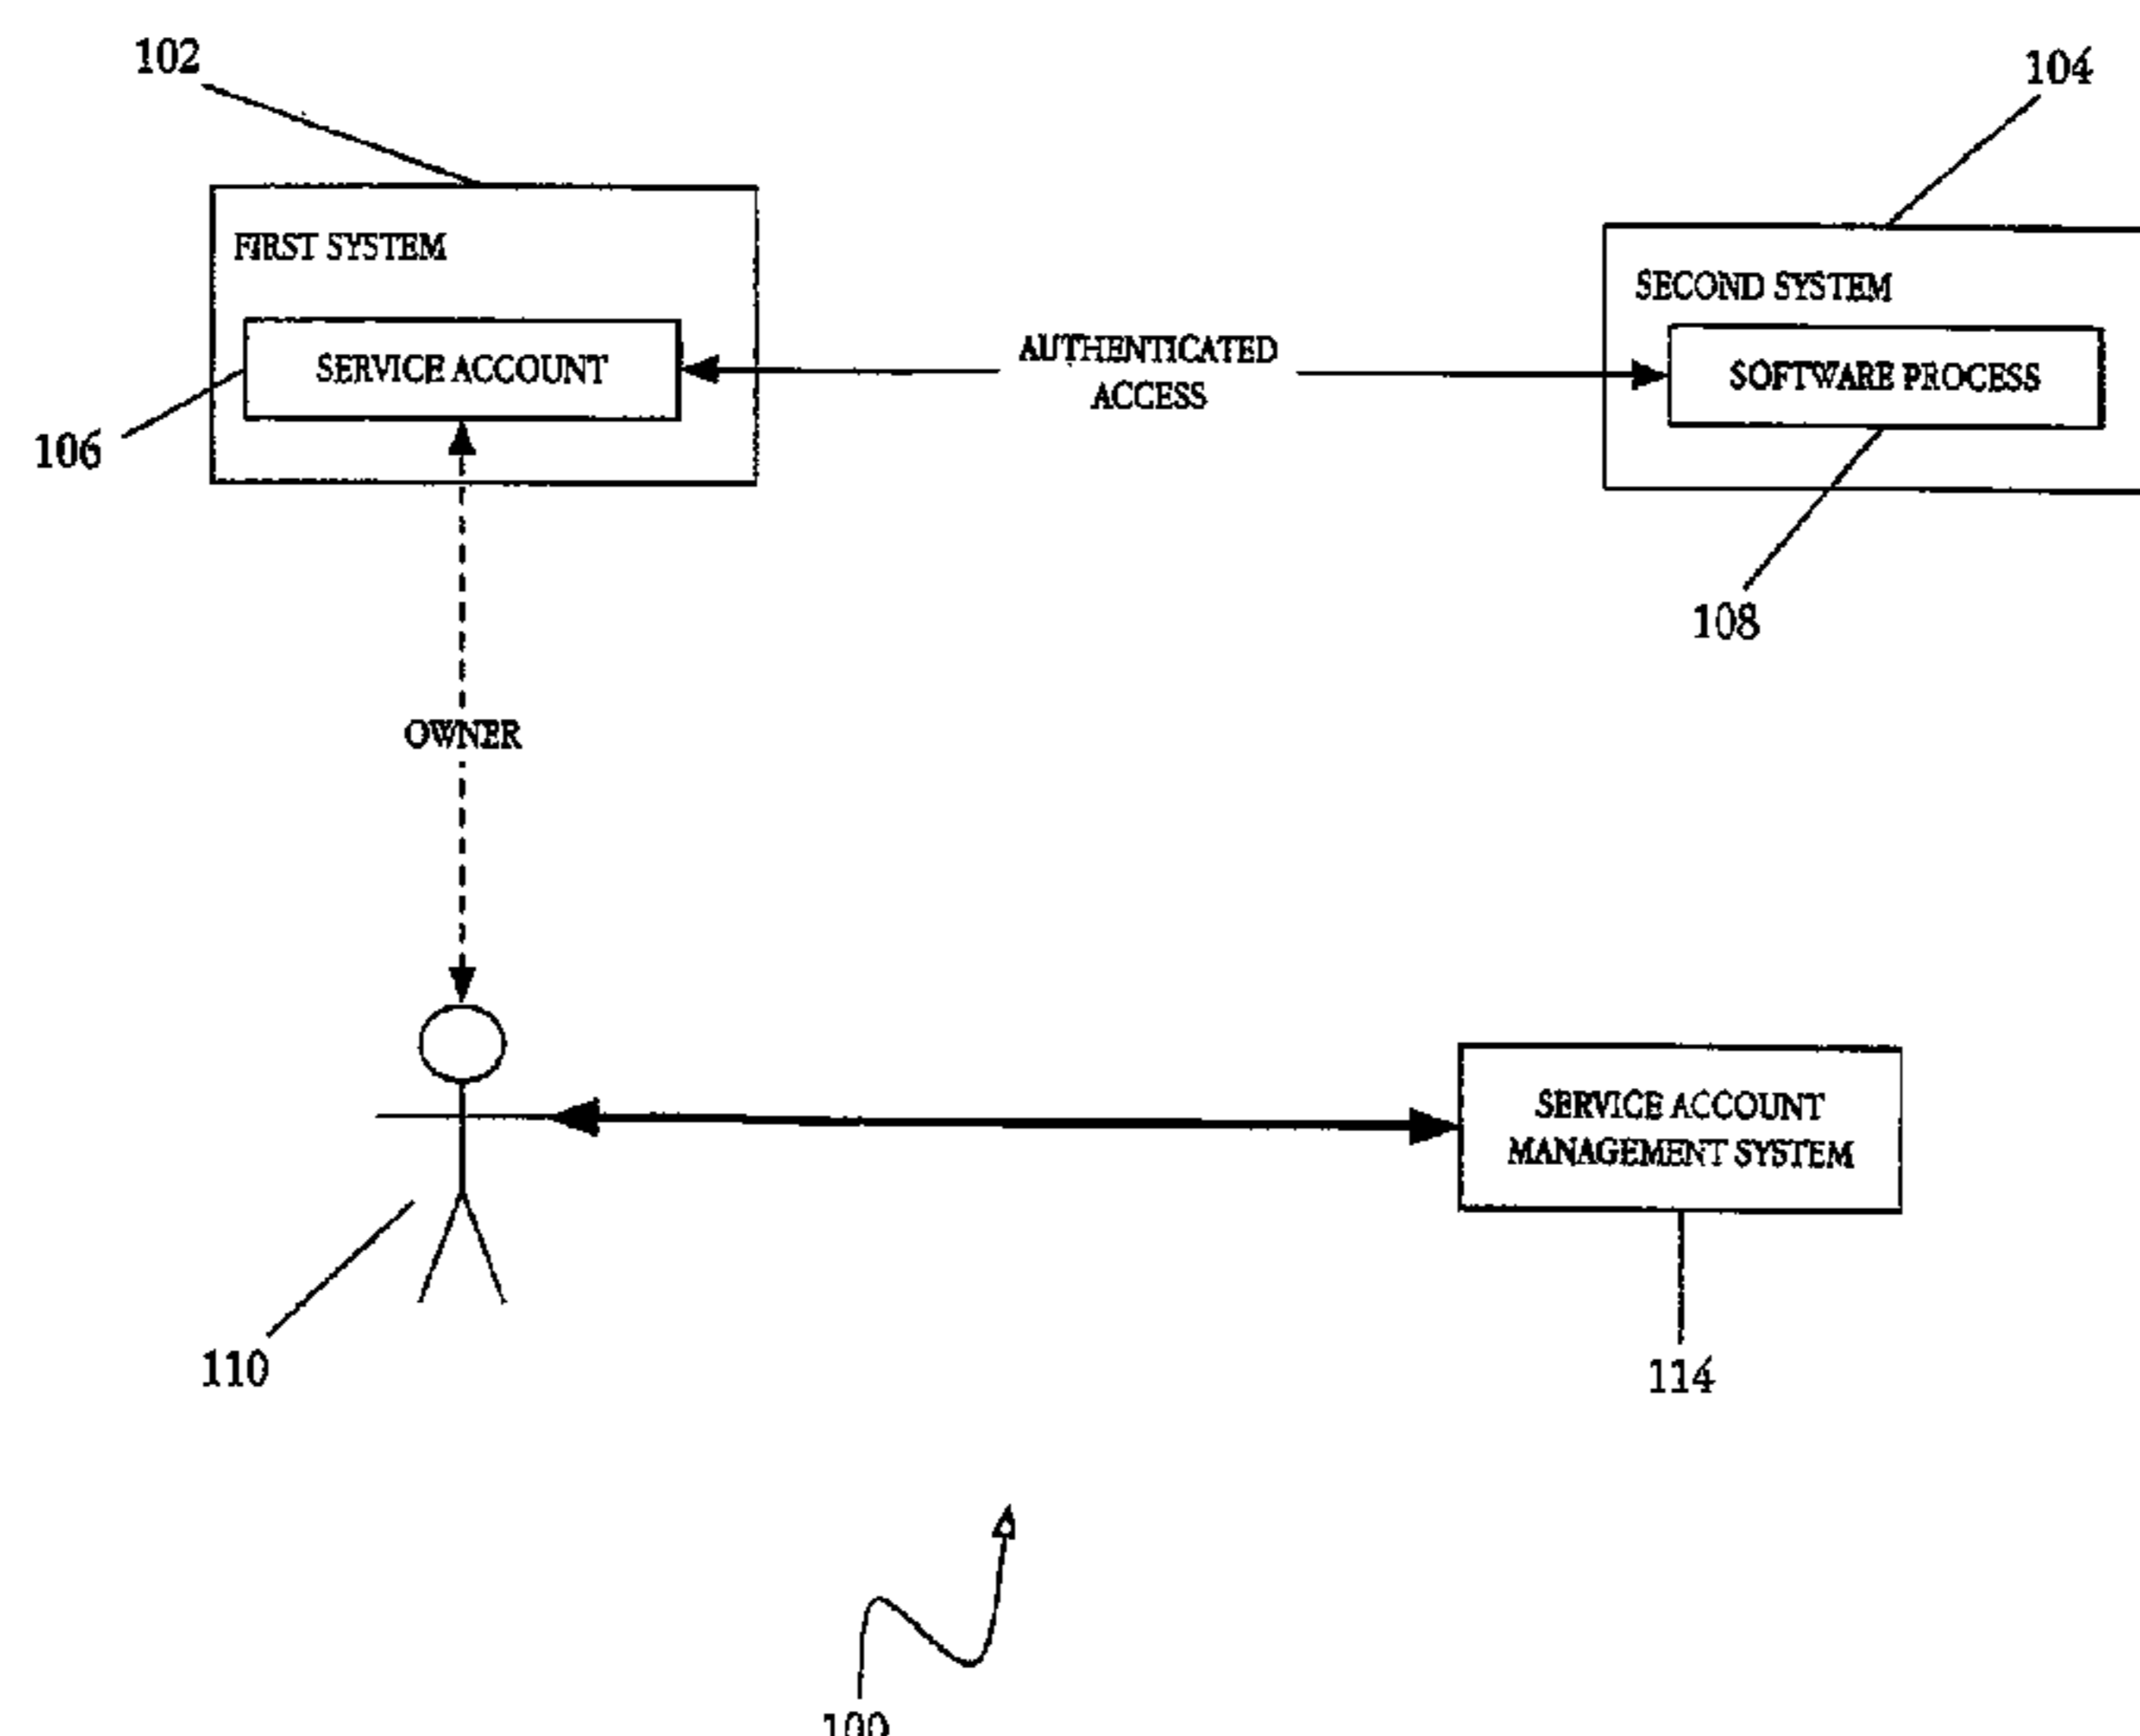 102
104
FIRST SYSTEM
SECOND SYSTEM
SERVICE ACCOUNT
AUTHENTICATED
ACCESS
SOFTWARE PROCESS
106
108
OWNER
SERVICE ACCOUNT
MANAGEMENT SYSTEM
110
114
100